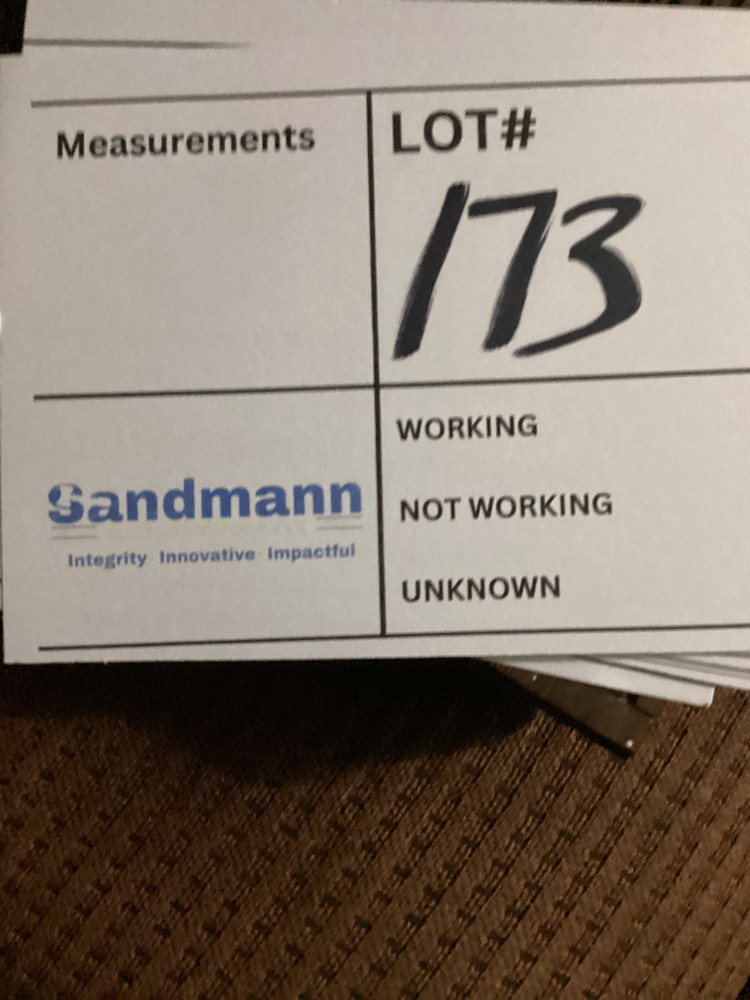 Measurements
LOT#
173
Sandmann
Integrity Innovative Impactful
WORKING
NOT WORKING
UNKNOWN